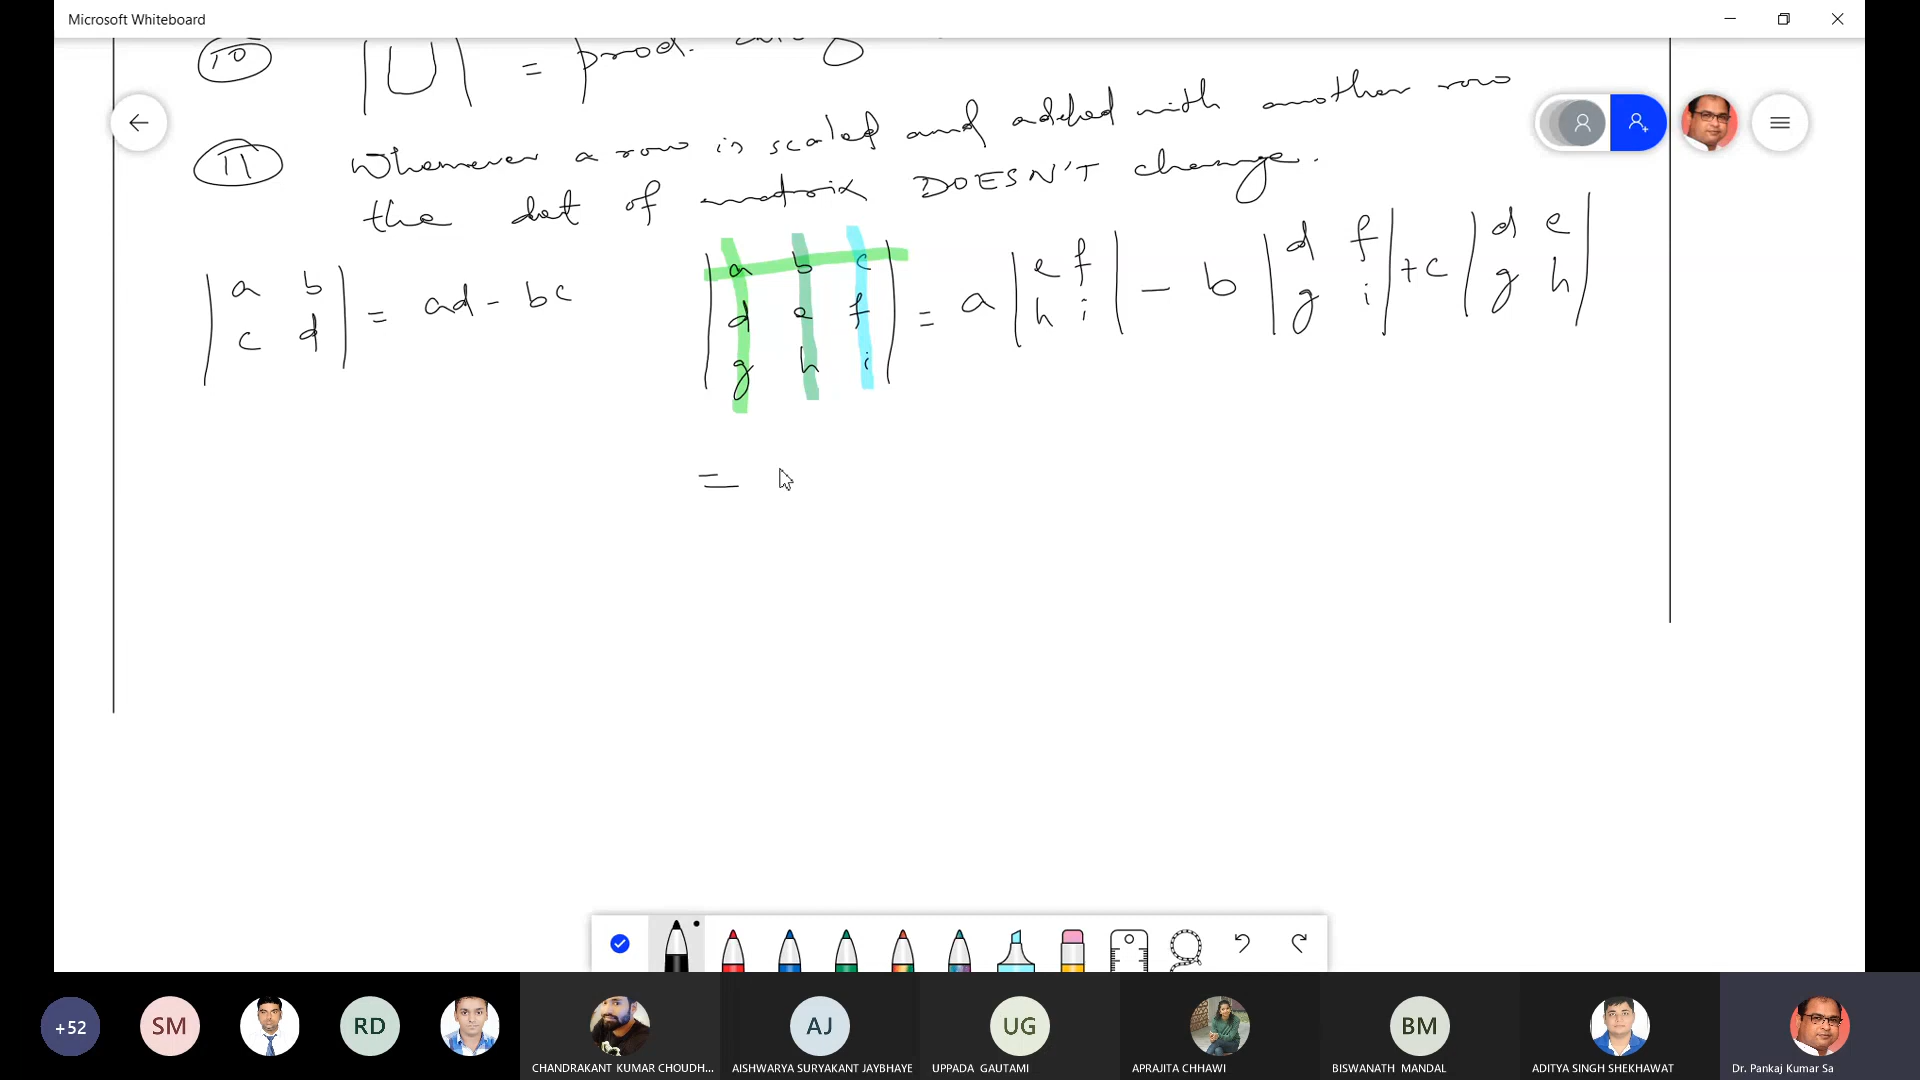 Microsoft Whiteboard
10 |U| = prod.
11 Whenever a row is scaled and added with another row
the det of matrix DOESN'T change.
| a b | = ad - bc
| c d |
| a b c | = a | e f | - b | d f | + c | d e |
| d e f | | h i | | g i | | g h |
| g h i |
=
+52
SM
RD
CHANDRAKANT KUMAR CHOUDH...
AJ
AISHWARYA SURYAKANT JAYBHAYE
UG
UPPADA GAUTAMI
APRAJITA CHHAWI
BM
BISWANATH MANDAL
ADITYA SINGH SHEKHAWAT
Dr. Pankaj Kumar Sa